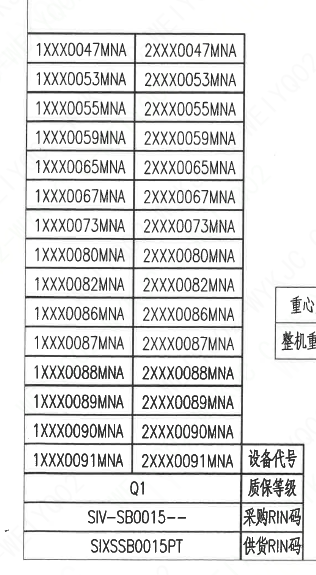 1XXX0047MNA 2XXX0047MNA
1XXX0053MNA 2XXX0053MNA
1XXX0055MNA 2XXX0055MNA
1XXX0059MNA 2XXX0059MNA
1XXX0065MNA 2XXX0065MNA
1XXX0067MNA 2XXX0067MNA
1XXX0073MNA 2XXX0073MNA
1XXX0080MNA 2XXX0080MNA
1XXX0082MNA 2XXX0082MNA
1XXX0086MNA 2XXX0086MNA
重心
1XXX0087MNA 2XXX0087MNA
整机重
1XXX0088MNA 2XXX0088MNA
1XXX0089MNA 2XXX0089MNA
1XXX0090MNA 2XXX0090MNA
1XXX0091MNA 2XXX0091MNA 设备代号
Q1 质保等级
SIV-SB0015-- 采购RIN码
SIXSSB0015PT 供货RIN码